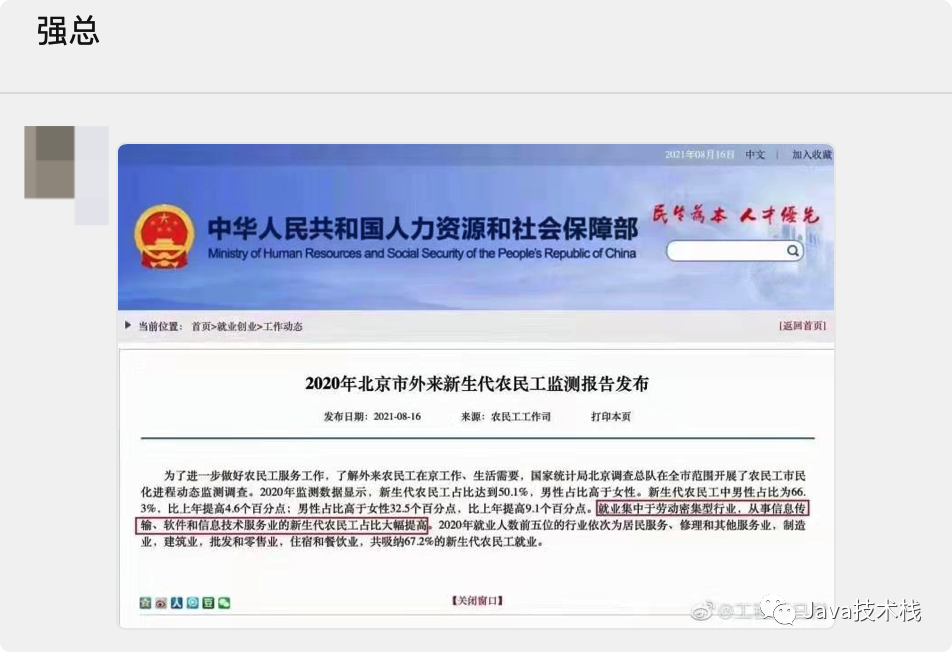 强总
2021年08月16日 中文 | 加入收藏
中华人民共和国人力资源和社会保障部
Ministry of Human Resources and Social Security of the People's Republic of China
民生为本 人才优先
当前位置： 首页>就业创业>工作动态
[返回首页]
2020年北京市外来新生代农民工监测报告发布
发布日期：2021-08-16 来源：农民工工作司 打印本页
为了进一步做好农民工服务工作，了解外来农民工在京工作、生活需要，国家统计局北京调查总队在全市范围开展了农民工市民
化进程动态监测调查。2020年监测数据显示，新生代农民工占比达到50.1%，男性占比高于女性。新生代农民工中男性占比为66.
3%，比上年提高4.6个百分点；男性占比高于女性32.5个百分点，比上年提高9.1个百分点。就业集中于劳动密集型行业，从事信息传
输、软件和信息技术服务业的新生代农民工占比大幅提高。2020年就业人数前五位的行业依次为居民服务、修理和其他服务业，制造
业，建筑业，批发和零售业，住宿和餐饮业，共吸纳67.2%的新生代农民工就业。
【关闭窗口】
Java技术栈